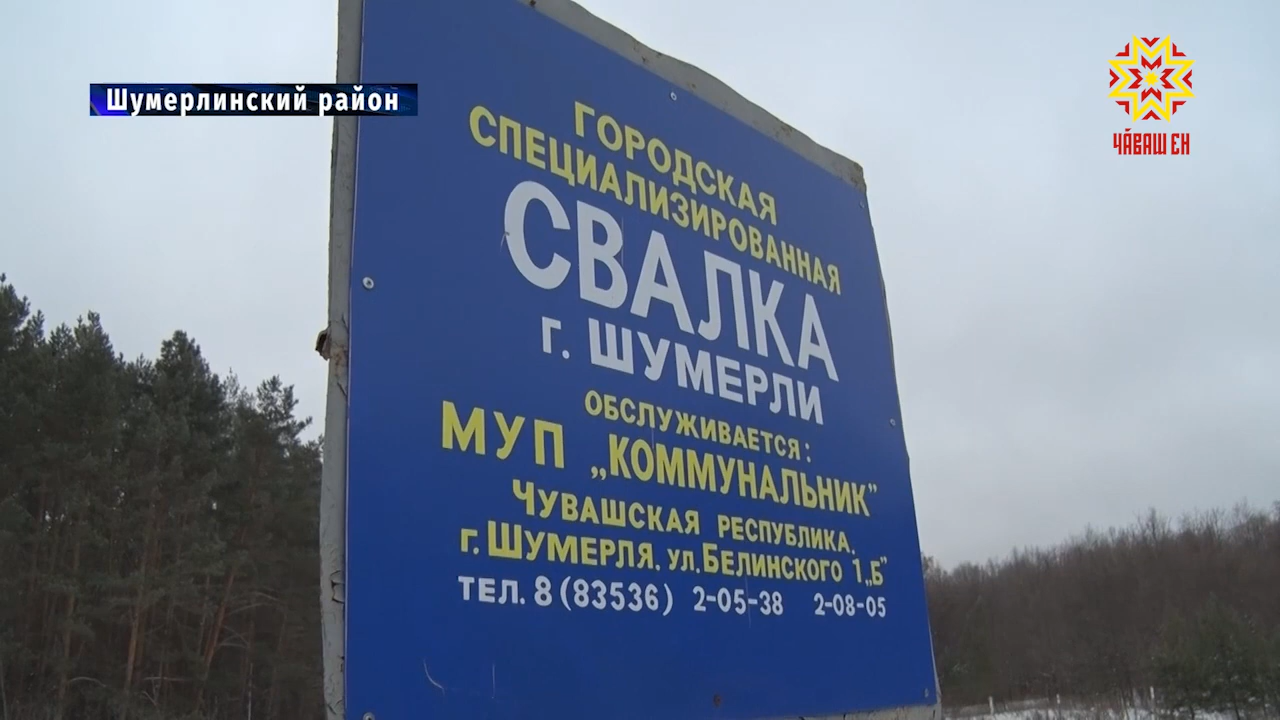 Шумерлинский район
ЧӐВАШ ЕН
ГОРОДСКАЯ
СПЕЦИАЛИЗИРОВАННАЯ
СВАЛКА
г. ШУМЕРЛИ
ОБСЛУЖИВАЕТСЯ:
МУП „КОММУНАЛЬНИК”
ЧУВАШСКАЯ РЕСПУБЛИКА.
г. ШУМЕРЛЯ. ул. БЕЛИНСКОГО 1„Б”
ТЕЛ. 8 (83536) 2-05-38 2-08-05